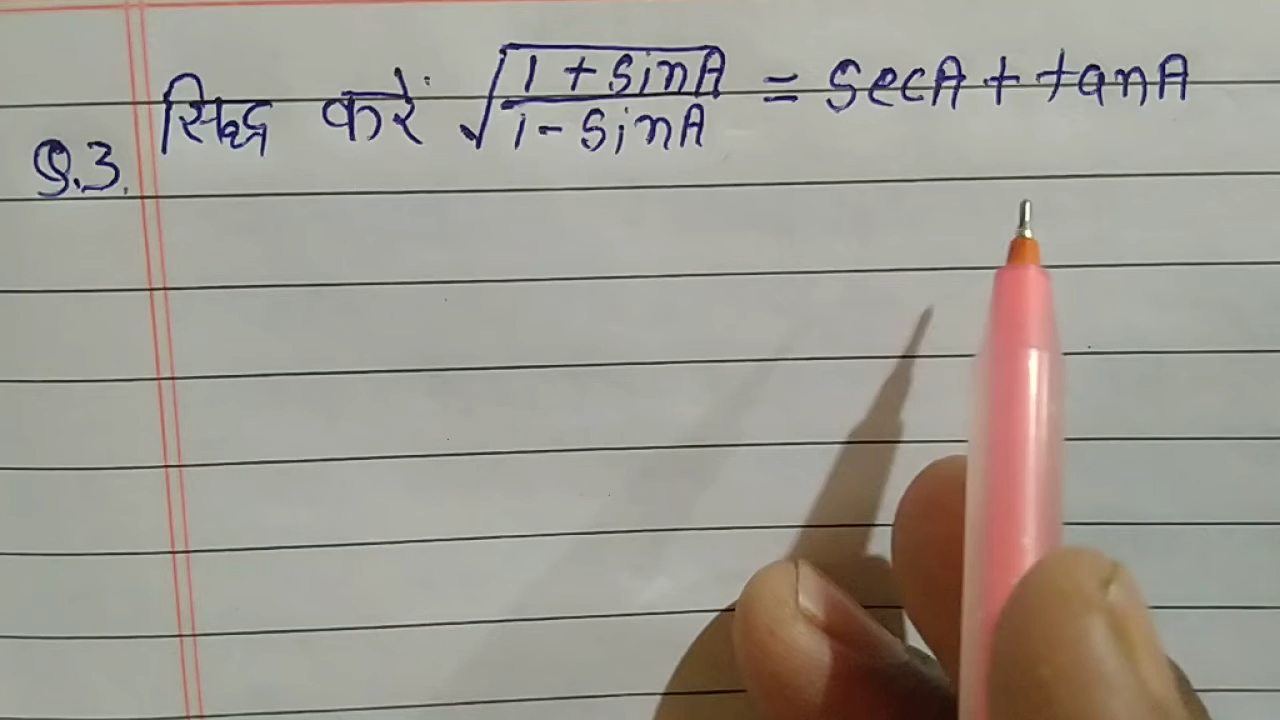 Q.3. सिद्ध करें √(1 + sinA / 1 - sinA) = secA + tanA